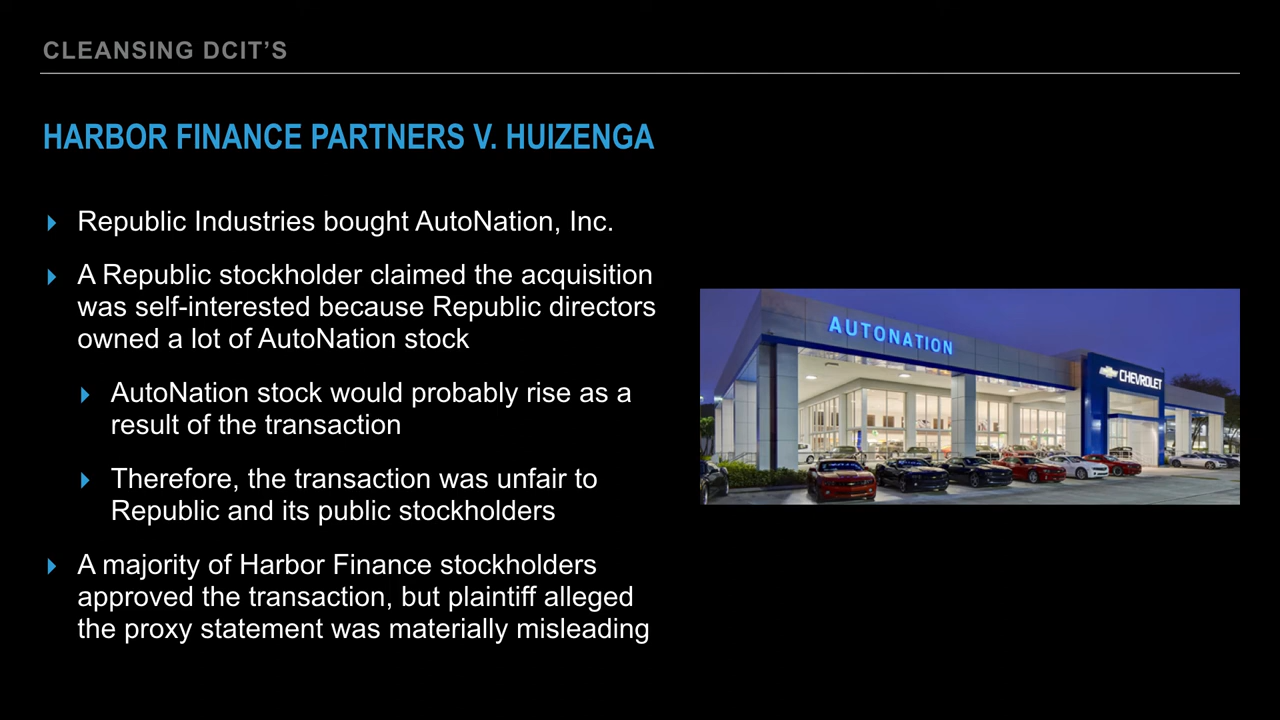 CLEANSING DCIT’S
HARBOR FINANCE PARTNERS V. HUIZENGA
Republic Industries bought AutoNation, Inc.
A Republic stockholder claimed the acquisition
was self-interested because Republic directors
owned a lot of AutoNation stock
AutoNation stock would probably rise as a
result of the transaction
Therefore, the transaction was unfair to
Republic and its public stockholders
A majority of Harbor Finance stockholders
approved the transaction, but plaintiff alleged
the proxy statement was materially misleading
AUTONATION
CHEVROLET